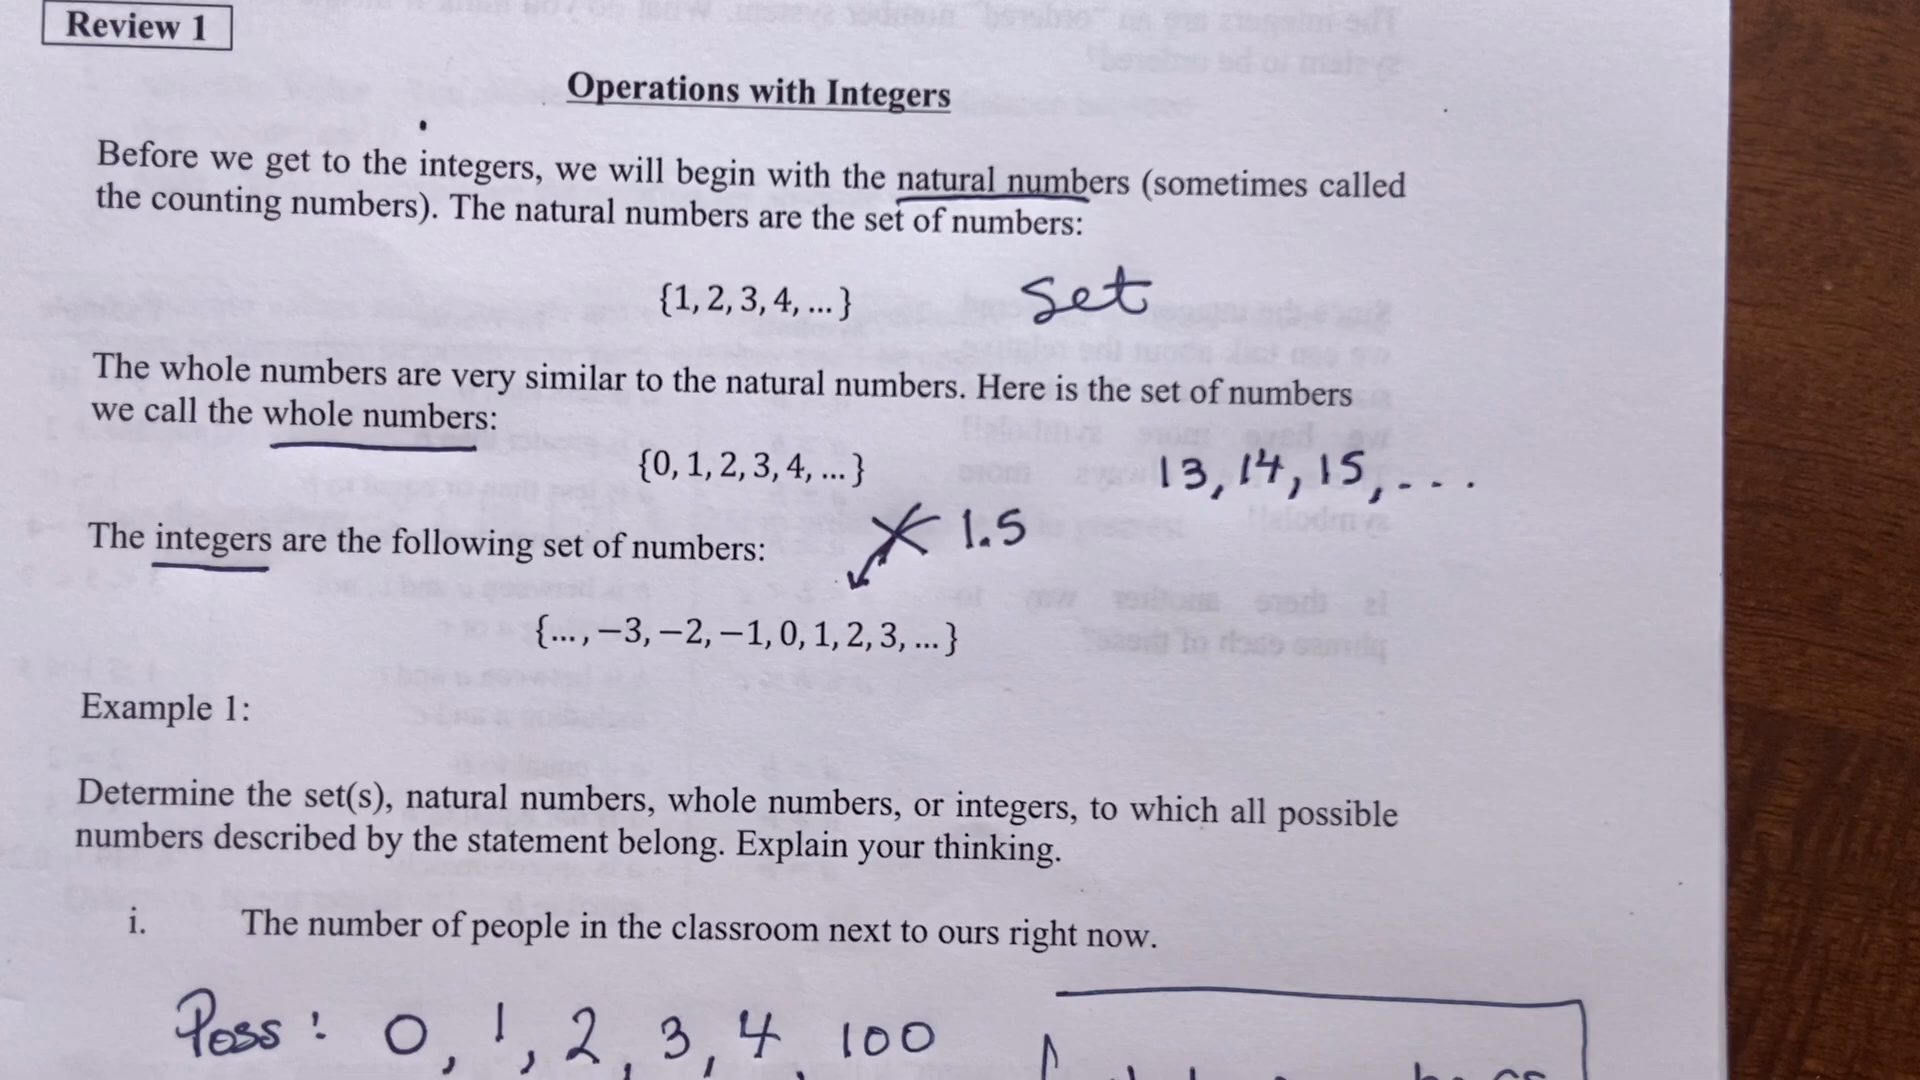 Review 1
Operations with Integers
Before we get to the integers, we will begin with the natural numbers (sometimes called
the counting numbers). The natural numbers are the set of numbers:
{1, 2, 3, 4, ... }
set
The whole numbers are very similar to the natural numbers. Here is the set of numbers
we call the whole numbers:
{0, 1, 2, 3, 4, ... }
13, 14, 15, ...
The integers are the following set of numbers:
1.5
{..., −3, −2, −1, 0, 1, 2, 3, ... }
Example 1:
Determine the set(s), natural numbers, whole numbers, or integers, to which all possible
numbers described by the statement belong. Explain your thinking.
i. The number of people in the classroom next to ours right now.
Poss: 0, 1, 2, 3, 4, 100